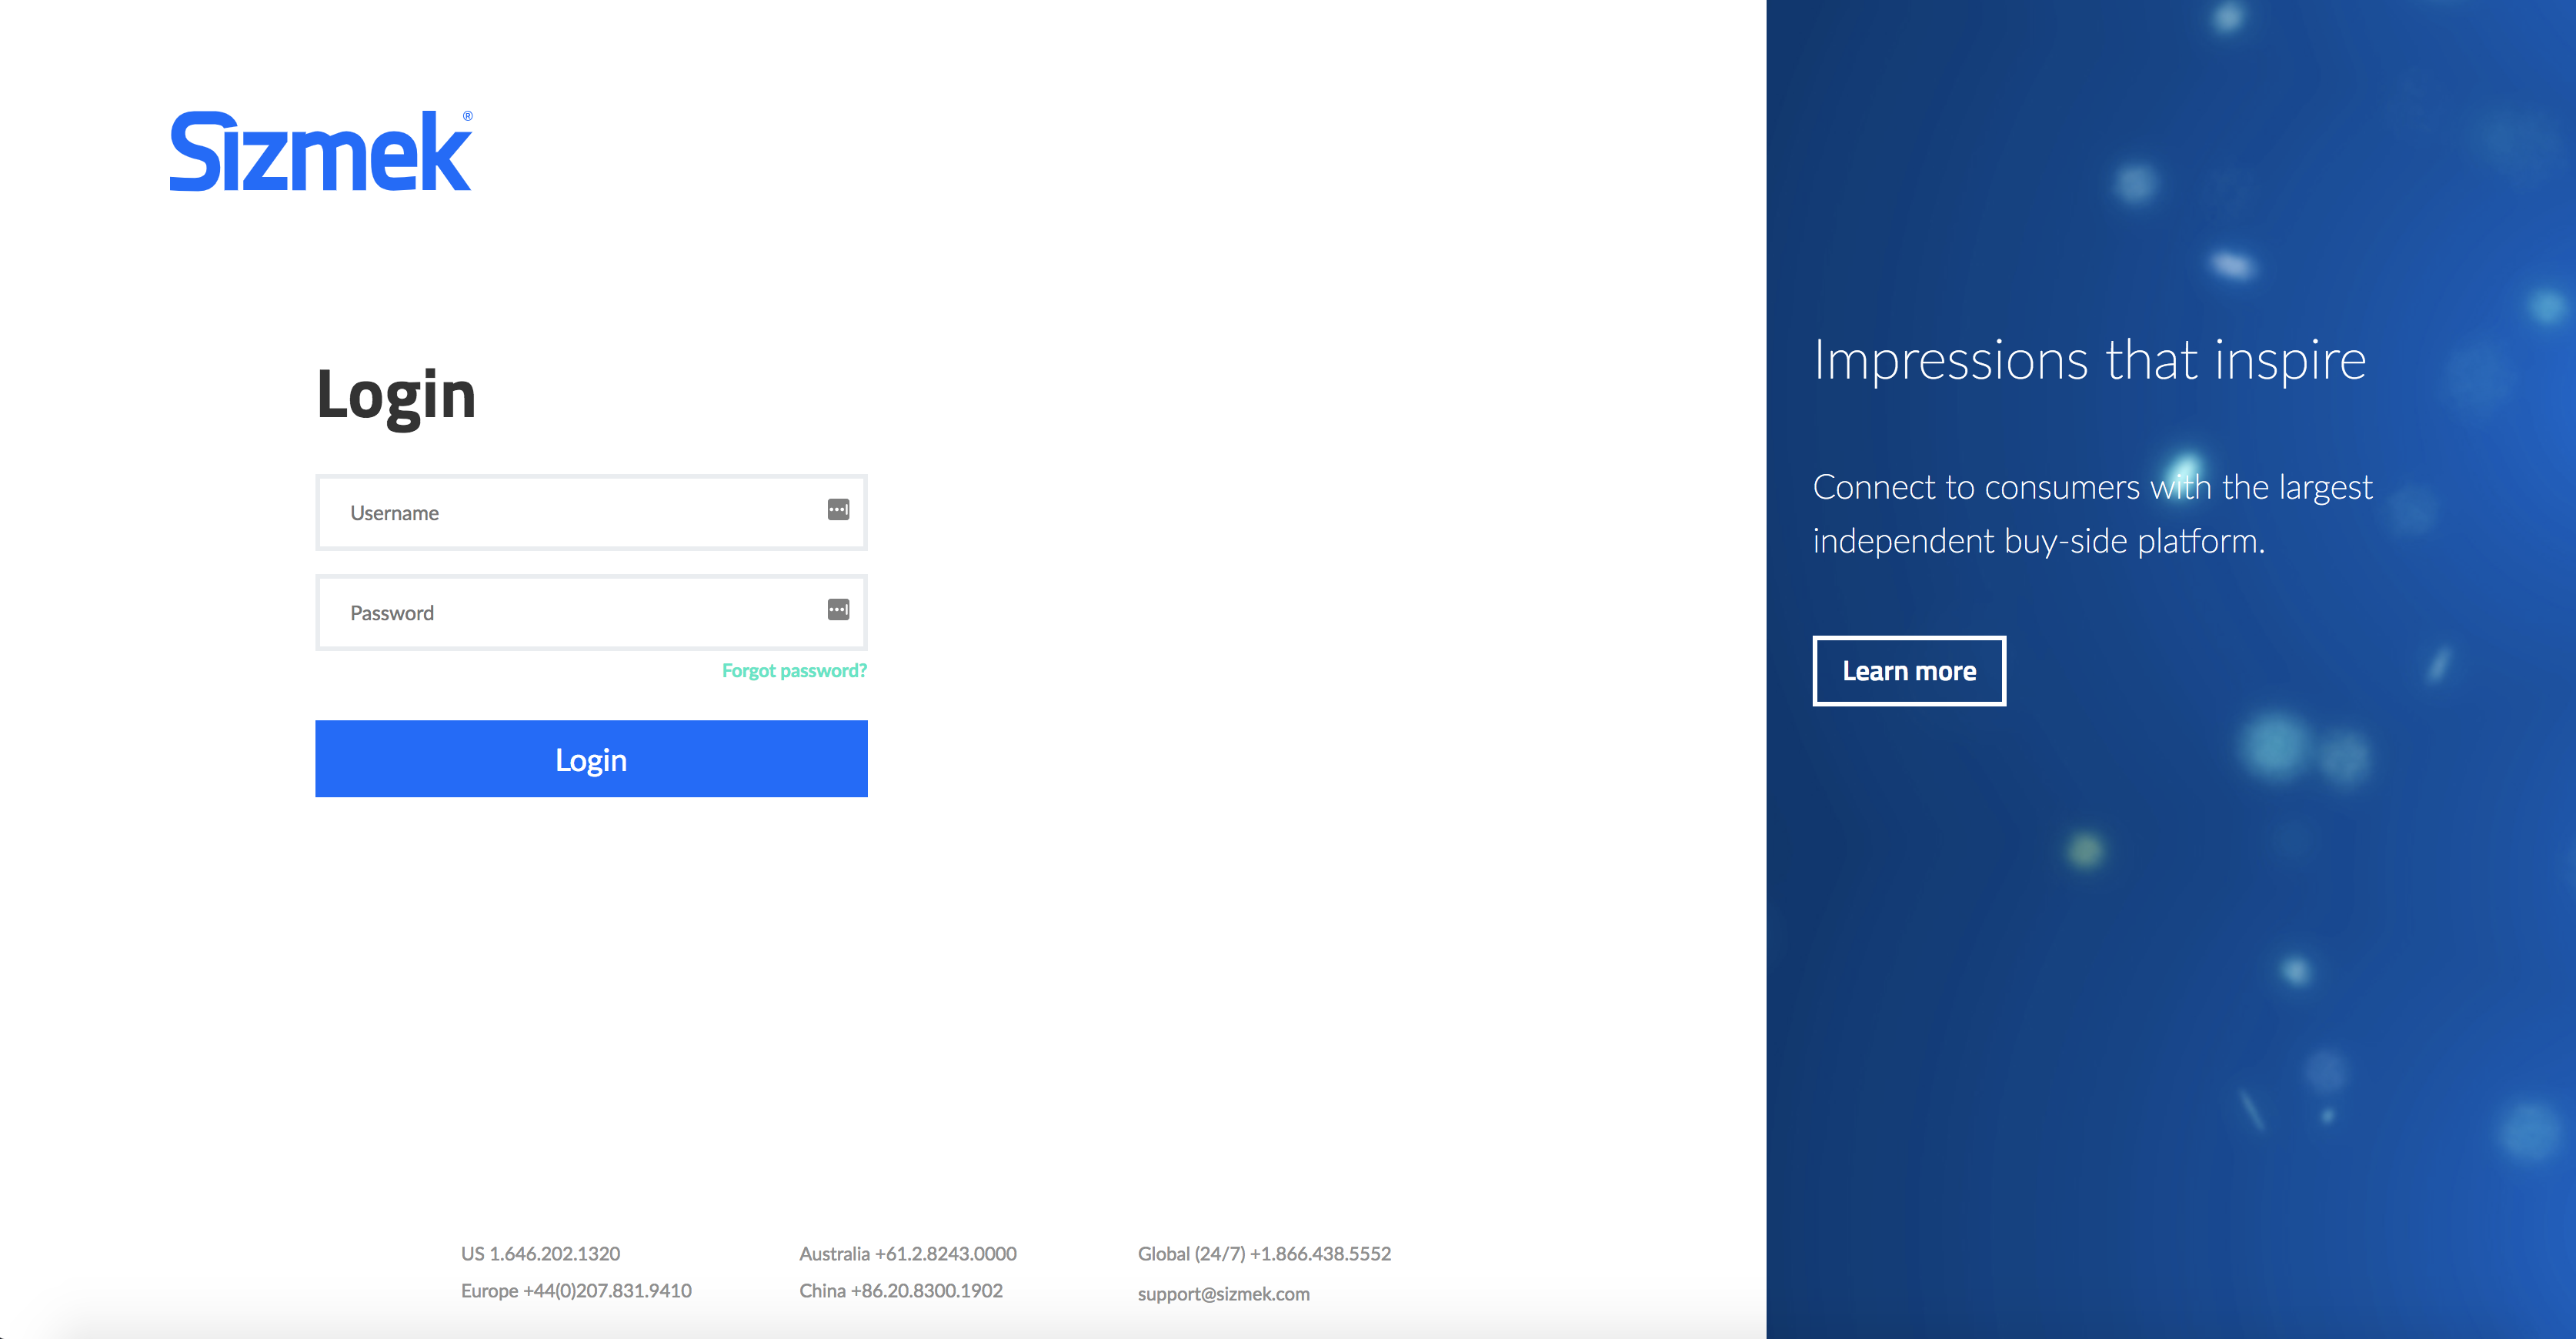 Sizmek®
Login
Username
Password
Forgot password?
Login
US 1.646.202.1320
Europe +44(0)207.831.9410
Australia +61.2.8243.0000
China +86.20.8300.1902
Global (24/7) +1.866.438.5552
support@sizmek.com
Impressions that inspire
Connect to consumers with the largest
independent buy-side platform.
Learn more